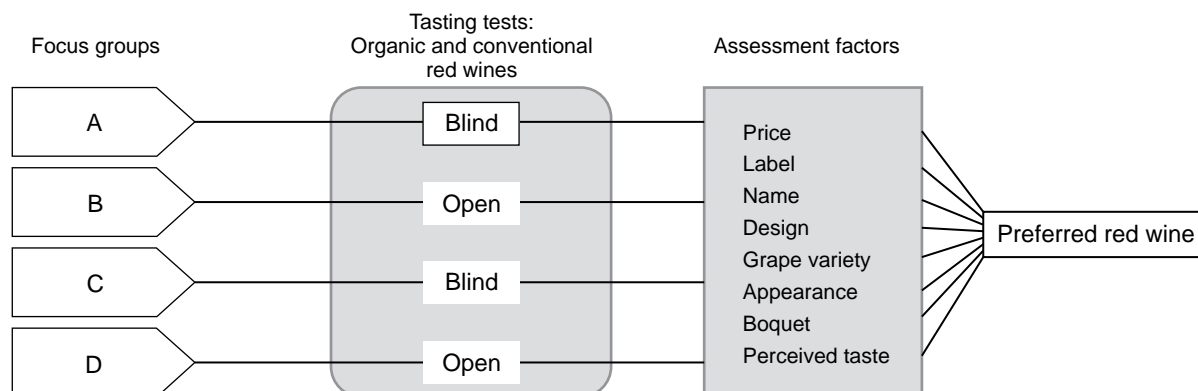 Focus groups
Tasting tests:
Organic and conventional
red wines
Assessment factors
A
Blind
B
Open
C
Blind
D
Open
Price
Label
Name
Design
Grape variety
Appearance
Boquet
Perceived taste
Preferred red wine